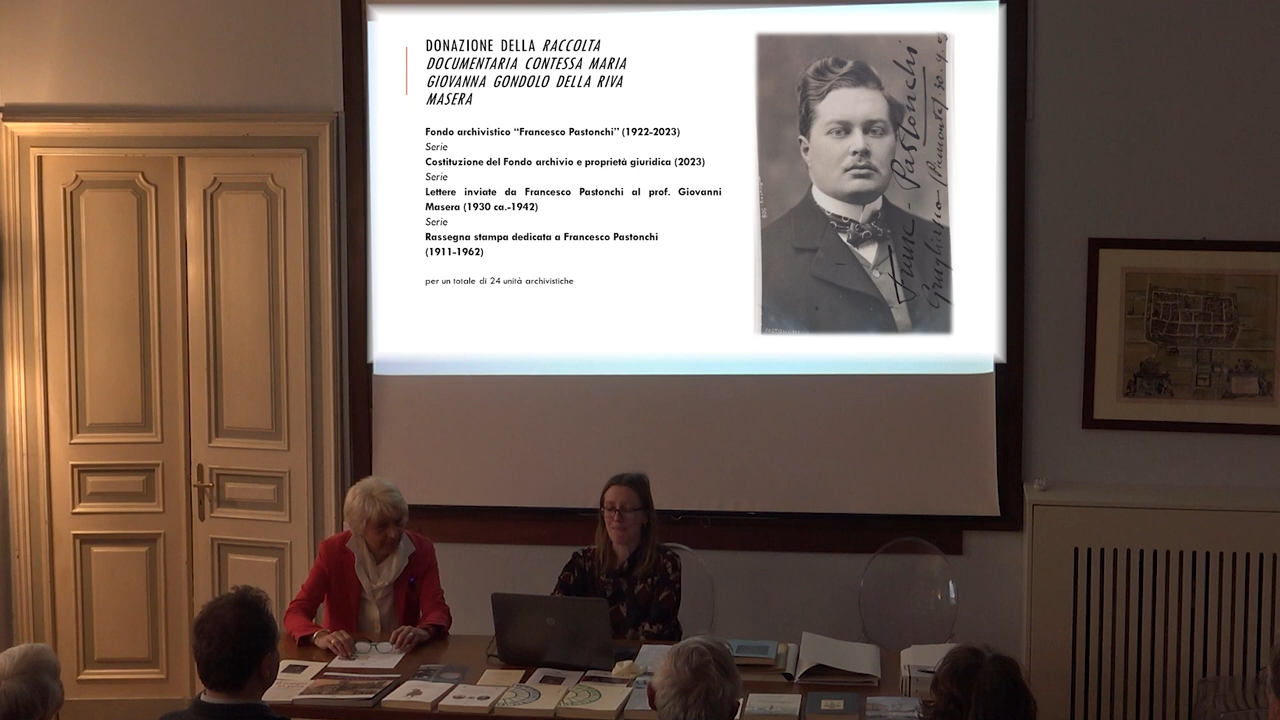 DONAZIONE DELLA RACCOLTA
DOCUMENTARIA CONTESSA MARIA
GIOVANNA GONDOLO DELLA RIVA
MASERA
Fondo archivistico “Francesco Pastonchi” (1922-2023)
Serie
Costituzione del Fondo archivio e proprietà giuridica (2023)
Serie
Lettere inviate da Francesco Pastonchi al prof. Giovanni
Masera (1930 ca.-1942)
Serie
Rassegna stampa dedicata a Francesco Pastonchi
(1911-1962)
per un totale di 24 unità archivistiche
Pastonchi
Grugliasco (Piemonte)